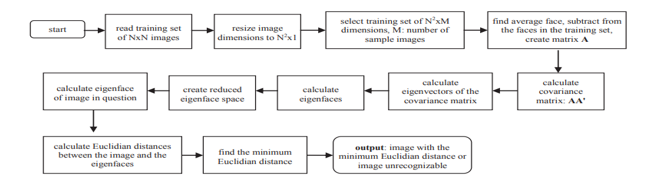 start
read training set
of NxN images
resize image
dimensions to N²x1
select training set of N²xM
dimensions, M: number of
sample images
find average face, subtract from
the faces in the training set,
create matrix A
calculate
covariance
matrix: AA'
calculate
eigenvectors of the
covariance matrix
calculate
eigenfaces
create reduced
eigenface space
calculate eigenface
of image in question
calculate Euclidian distances
between the image and the
eigenfaces
find the minimum
Euclidian distance
output: image with the
minimum Euclidian distance or
image unrecognizable